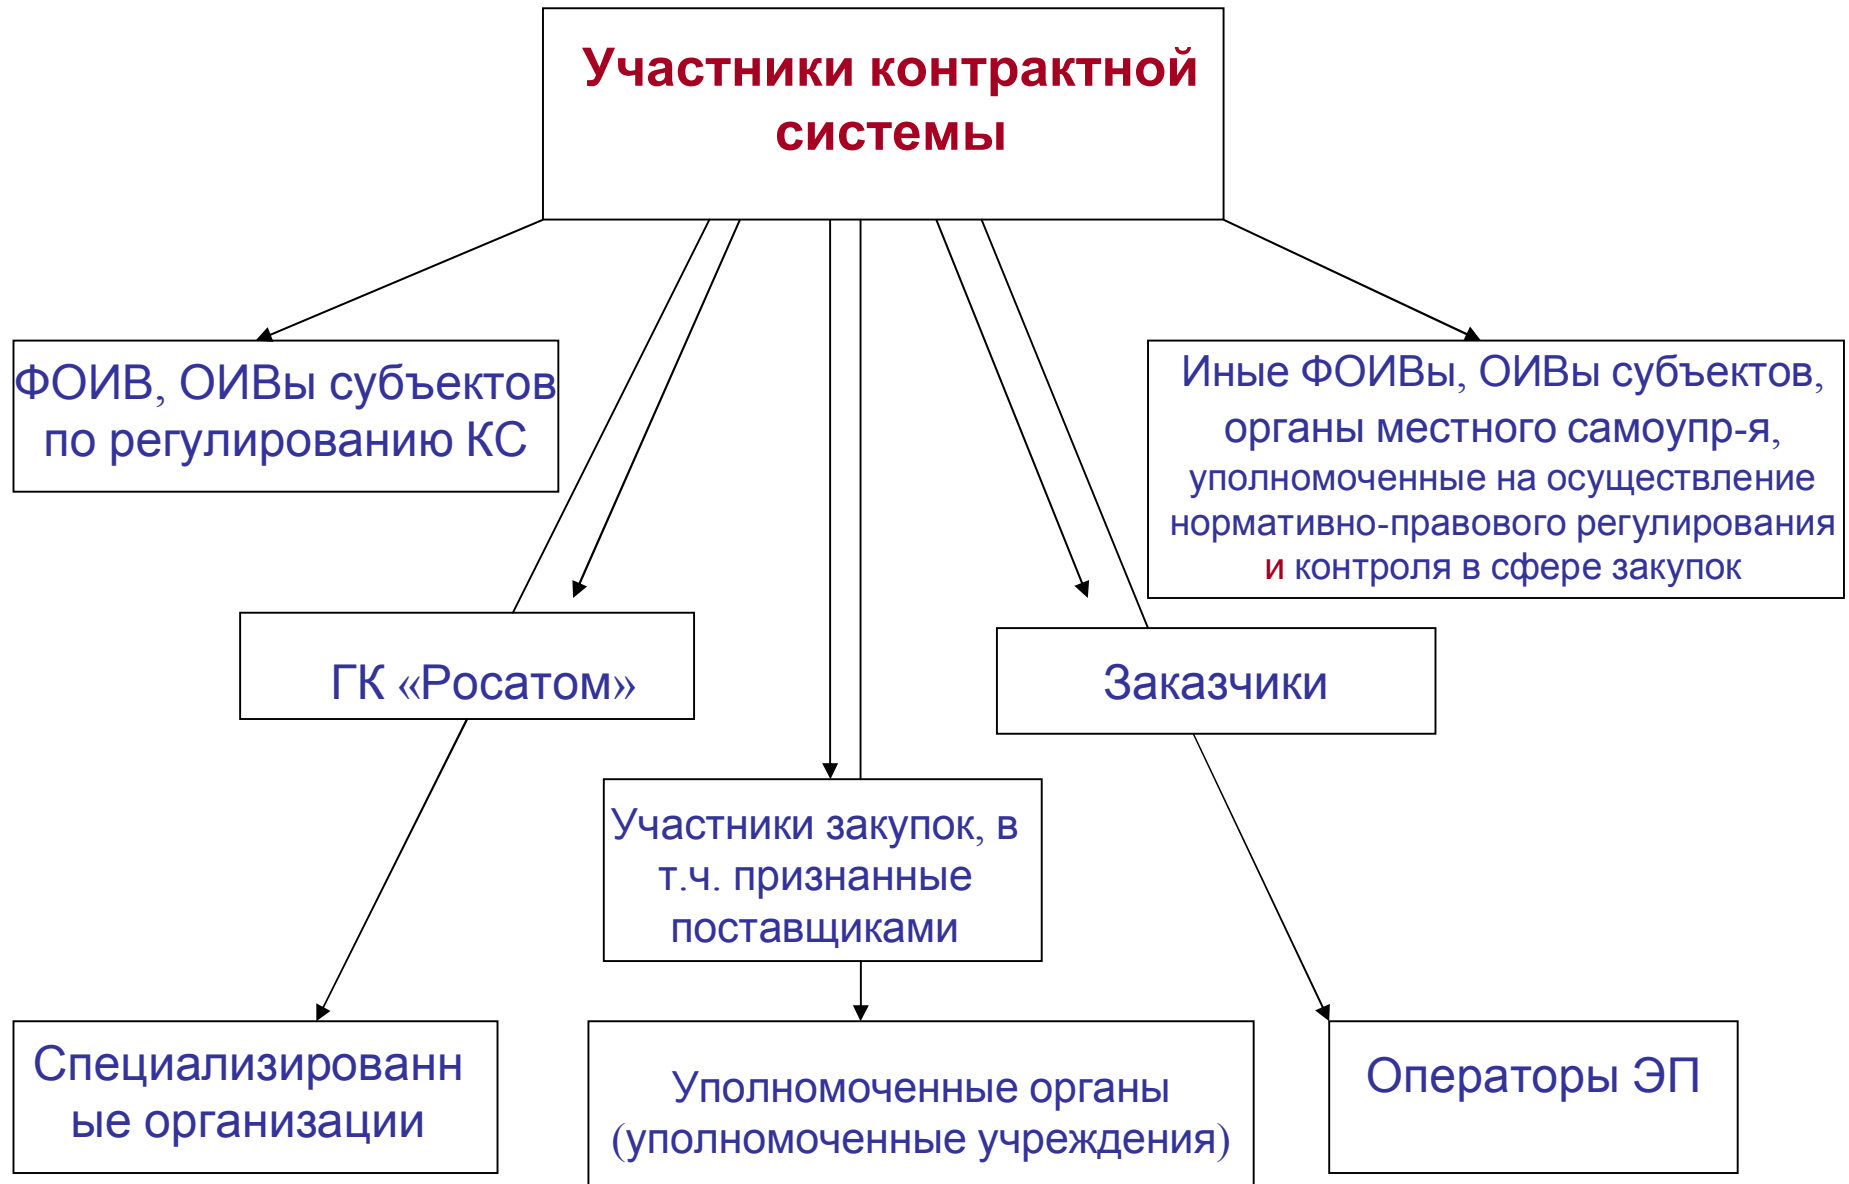 Участники контрактной
системы
ФОИВ, ОИВы субъектов
по регулированию КС
Иные ФОИВы, ОИВы субъектов,
органы местного самоупр-я,
уполномоченные на осуществление
нормативно-правового регулирования
и контроля в сфере закупок
ГК «Росатом»
Заказчики
Участники закупок, в
т.ч. признанные
поставщиками
Специализированн
ые организации
Уполномоченные органы
(уполномоченные учреждения)
Операторы ЭП